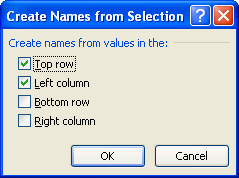 Create Names from Selection
Create names from values in the:
Top row
Left column
Bottom row
Right column
OK
Cancel